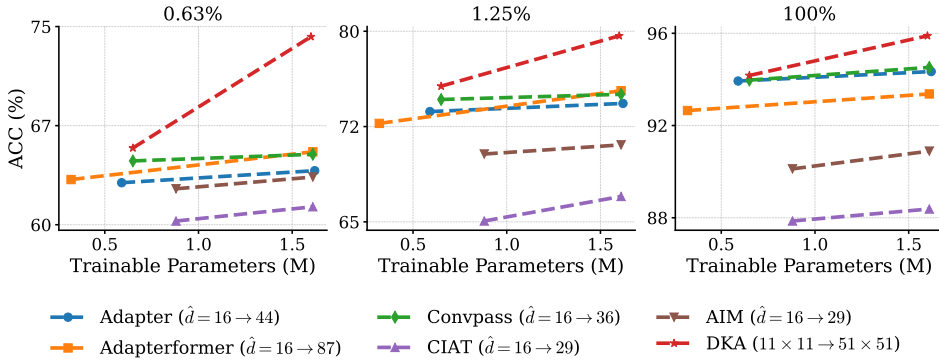 0.63% 1.25% 100%
75 80 96
67 72 92
60 65 88
ACC (%)
0.5 1.0 1.5 0.5 1.0 1.5 0.5 1.0 1.5
Trainable Parameters (M) Trainable Parameters (M) Trainable Parameters (M)
Adapter (d̂ = 16 → 44) Convpass (d̂ = 16 → 36) AIM (d̂ = 16 → 29)
Adapterformer (d̂ = 16 → 87) CIAT (d̂ = 16 → 29) DKA (11 × 11 → 51 × 51)